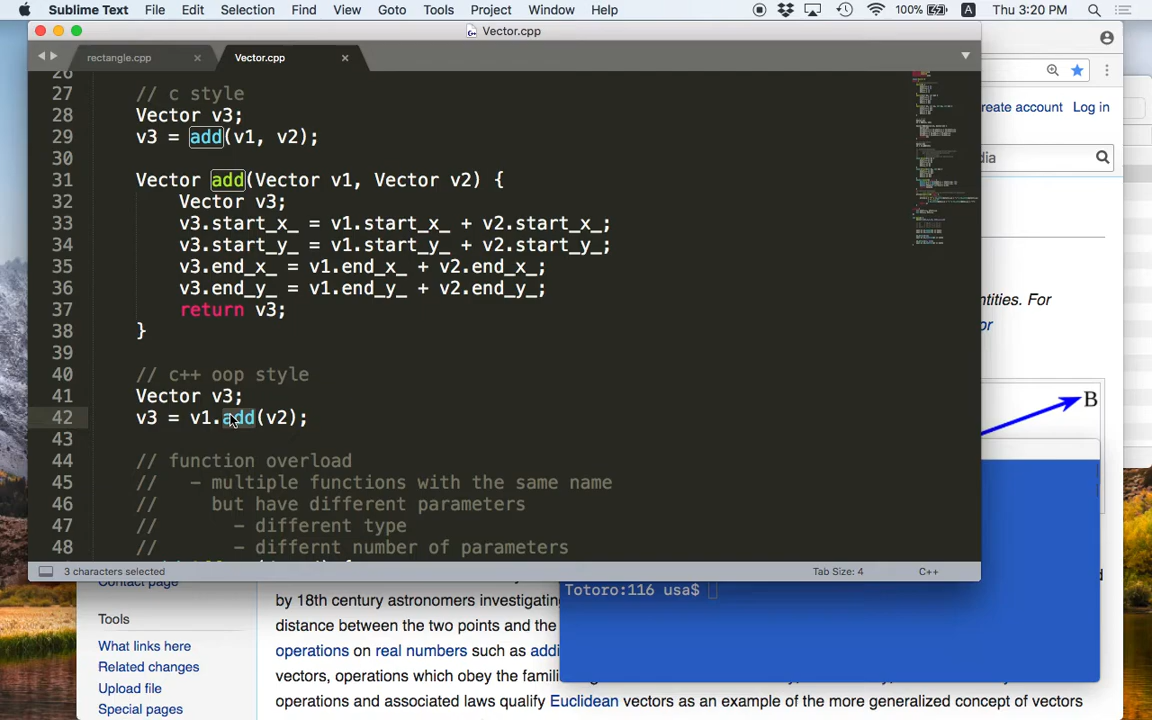 Sublime Text File Edit Selection Find View Goto Tools Project Window Help 100% A Thu 3:20 PM
Vector.cpp
rectangle.cpp Vector.cpp
26
27 // c style
28 Vector v3;
29 v3 = add(v1, v2);
30
31 Vector add(Vector v1, Vector v2) {
32 Vector v3;
33 v3.start_x_ = v1.start_x_ + v2.start_x_;
34 v3.start_y_ = v1.start_y_ + v2.start_y_;
35 v3.end_x_ = v1.end_x_ + v2.end_x_;
36 v3.end_y_ = v1.end_y_ + v2.end_y_;
37 return v3;
38 }
39
40 // c++ oop style
41 Vector v3;
42 v3 = v1.add(v2);
43
44 // function overload
45 // - multiple functions with the same name
46 // but have different parameters
47 // - different type
48 // - differnt number of parameters
3 characters selected Tab Size: 4 C++
reate account Log in
dia
ntities. For
or
B
Contact page
Tools
What links here
Related changes
Upload file
Special pages
by 18th century astronomers investigating
distance between the two points and the
operations on real numbers such as addi
vectors, operations which obey the famili
operations and associated laws qualify Euclidean vectors as an example of the more generalized concept of vectors
Totoro:116 usa$